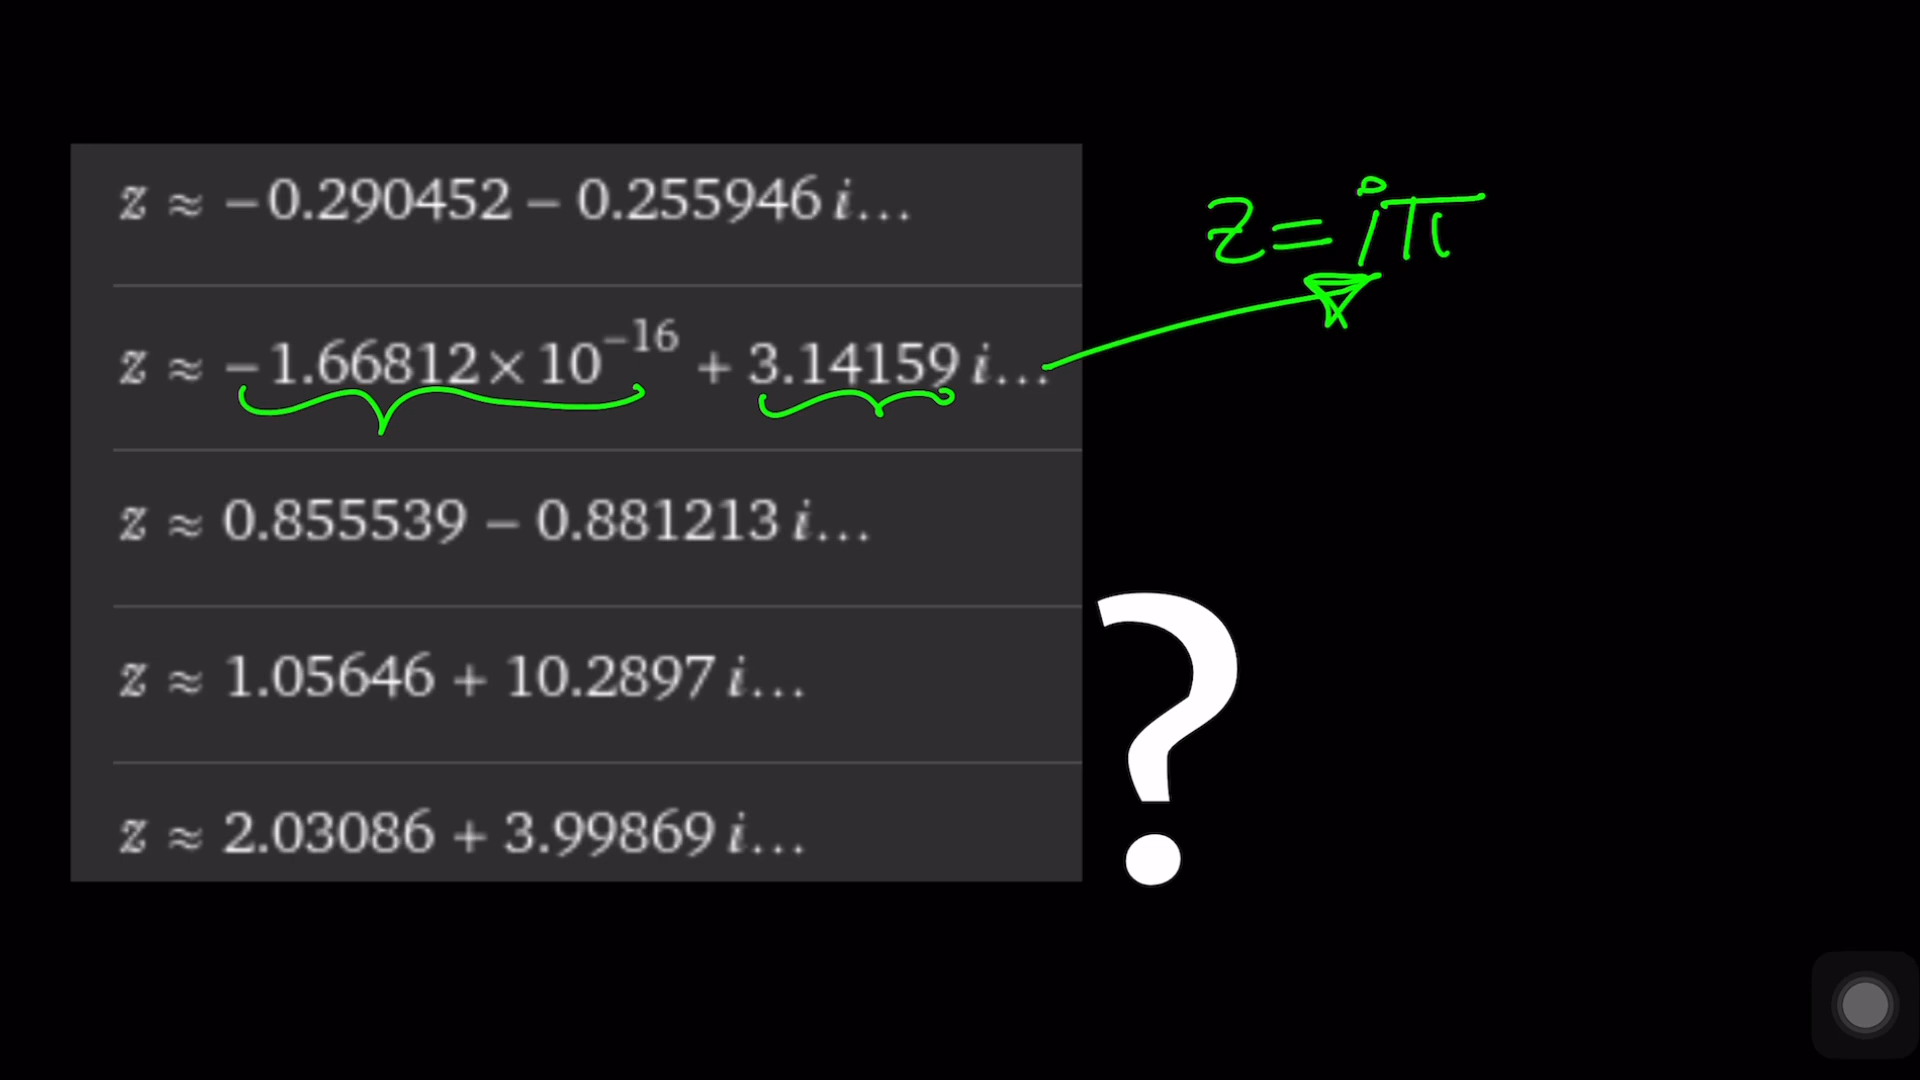 z ≈ −0.290452 − 0.255946 i...
z = iπ
z ≈ −1.66812×10⁻¹⁶ + 3.14159 i...
z ≈ 0.855539 − 0.881213 i...
z ≈ 1.05646 + 10.2897 i...
z ≈ 2.03086 + 3.99869 i...
?